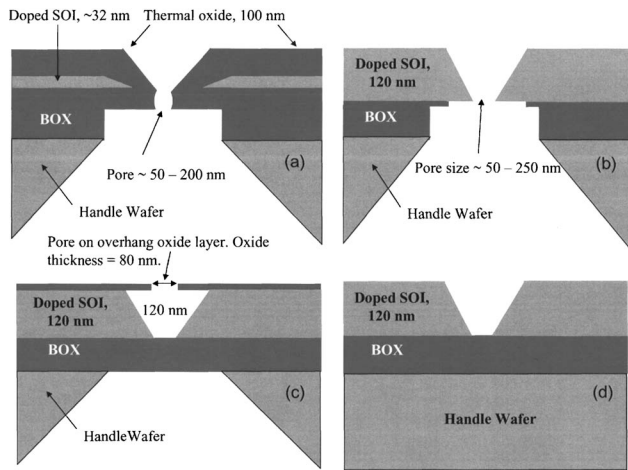 Doped SOI, ~32 nm
Thermal oxide, 100 nm
BOX
(a)
Pore ~ 50 – 200 nm
Handle Wafer
Doped SOI,
120 nm
BOX
(b)
Pore size ~ 50 – 250 nm
Handle Wafer
Pore on overhang oxide layer. Oxide
thickness = 80 nm.
Doped SOI,
120 nm
120 nm
BOX
(c)
HandleWafer
Doped SOI,
120 nm
BOX
(d)
Handle Wafer